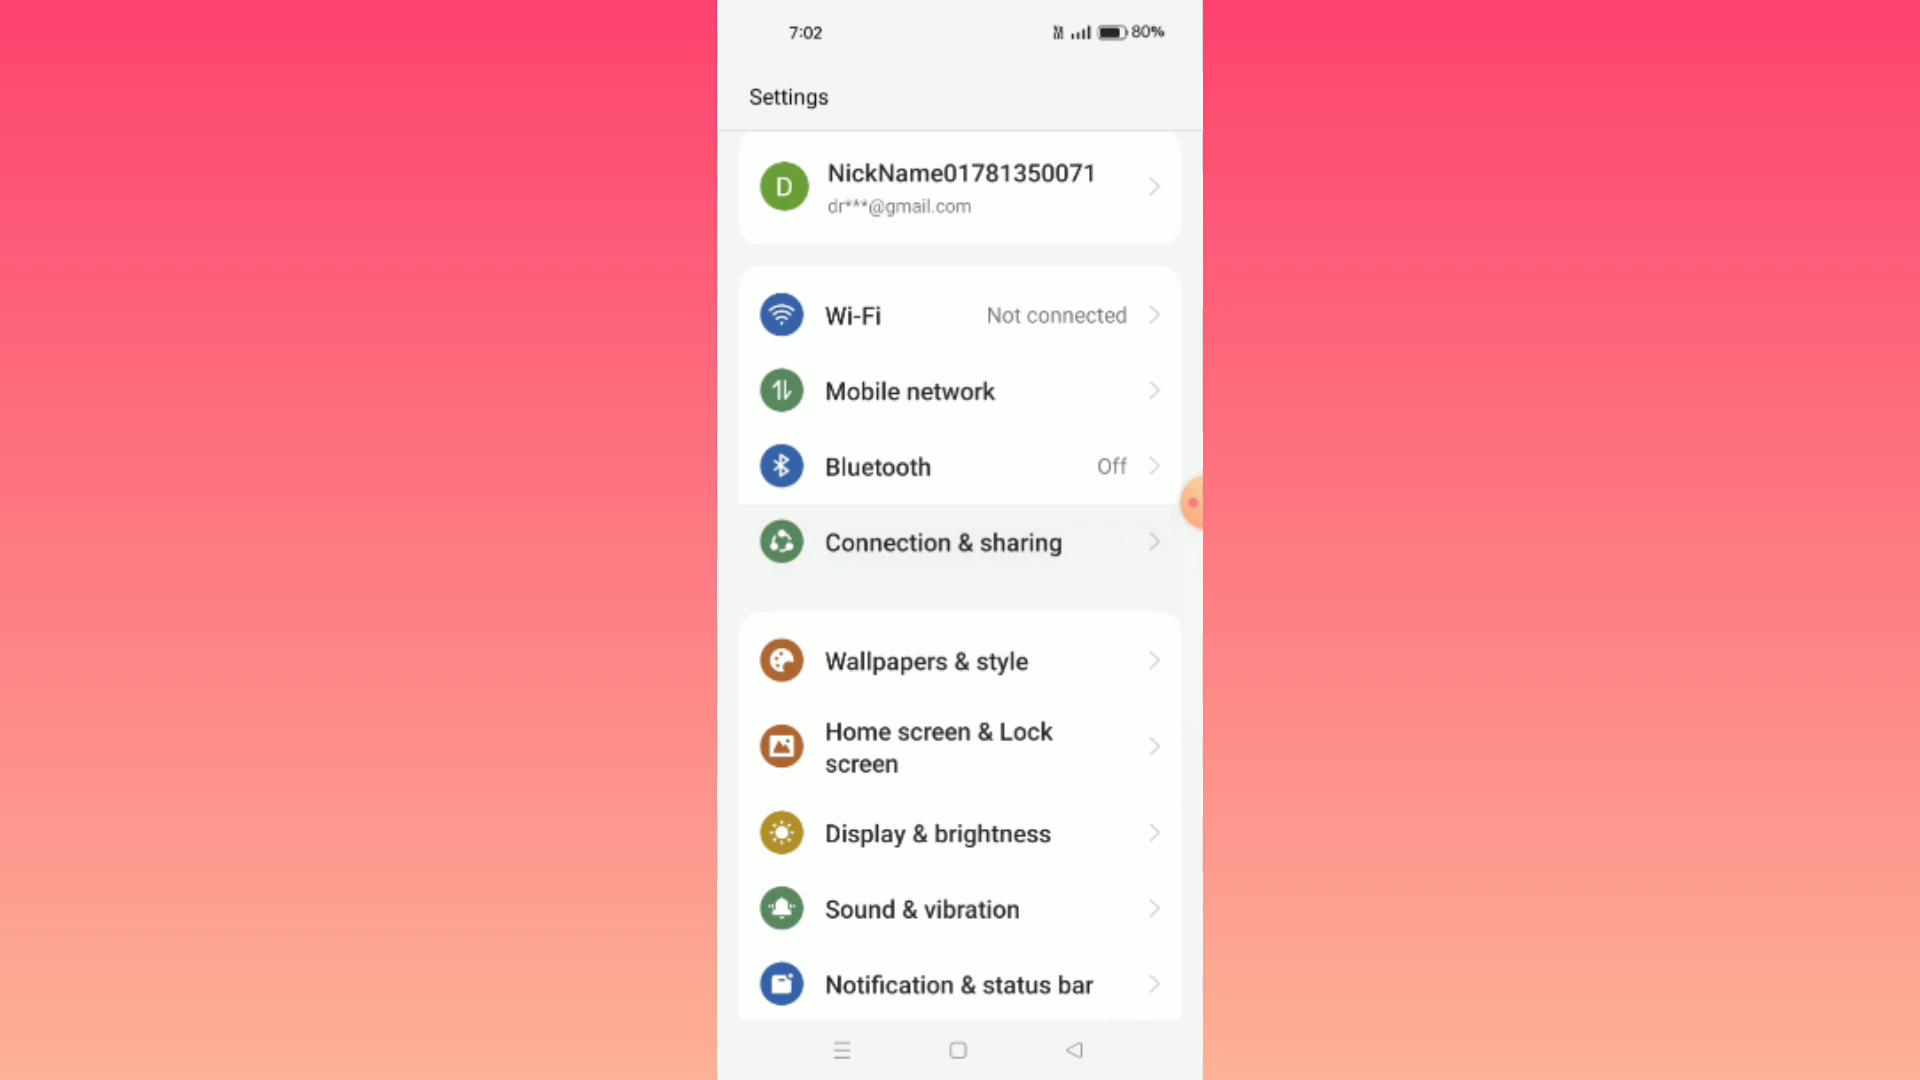 7:02 80%
Settings
D
NickName01781350071
dr***@gmail.com
Wi-Fi Not connected
Mobile network
Bluetooth Off
Connection & sharing
Wallpapers & style
Home screen & Lock
screen
Display & brightness
Sound & vibration
Notification & status bar